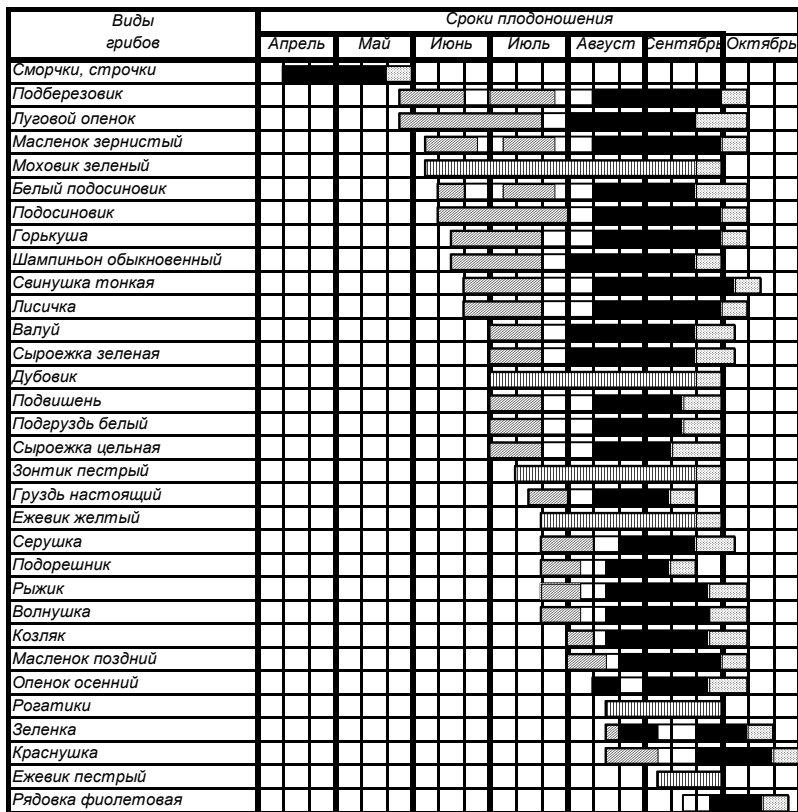 Виды
грибов
Сроки плодоношения
Апрель Май Июнь Июль Август Сентябрь Октябрь
Сморчки, строчки
Подберезовик
Луговой опенок
Масленок зернистый
Моховик зеленый
Белый подосиновик
Подосиновик
Горькуша
Шампиньон обыкновенный
Свинушка тонкая
Лисичка
Валуй
Сыроежка зеленая
Дубовик
Подвишень
Подгруздь белый
Сыроежка цельная
Зонтик пестрый
Груздь настоящий
Ежевик желтый
Серушка
Подорешник
Рыжик
Волнушка
Козляк
Масленок поздний
Опенок осенний
Рогатики
Зеленка
Краснушка
Ежевик пестрый
Рядовка фиолетовая